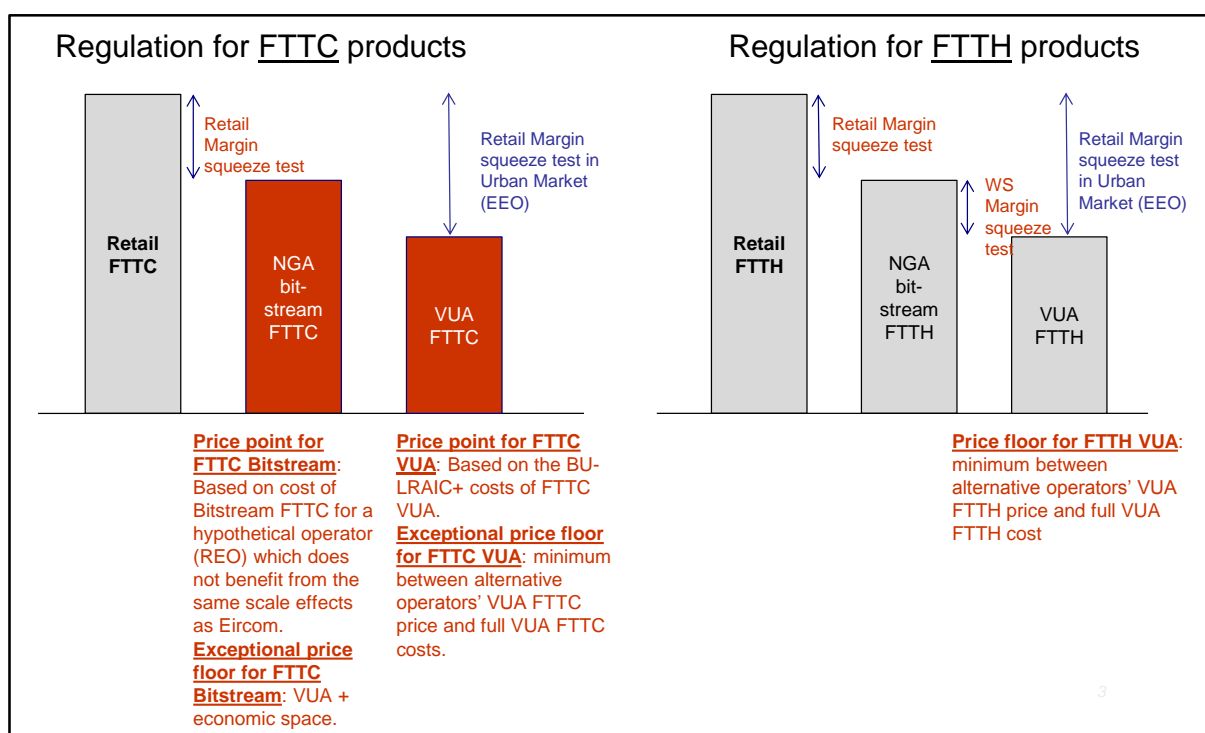 Regulation for FTTC products
Retail
Margin
squeeze test
Retail Margin
squeeze test in
Urban Market
(EEO)
Retail
FTTC
NGA
bit-
stream
FTTC
VUA
FTTC
Price point for
FTTC Bitstream:
Based on cost of
Bitstream FTTC for a
hypothetical operator
(REO) which does
not benefit from the
same scale effects
as Eircom.
Exceptional price
floor for FTTC
Bitstream: VUA +
economic space.
Price point for FTTC
VUA: Based on the BU-
LRAIC+ costs of FTTC
VUA.
Exceptional price floor
for FTTC VUA: minimum
between alternative
operators’ VUA FTTC
price and full VUA FTTC
costs.
Regulation for FTTH products
Retail Margin
squeeze test
WS
Margin
squeeze
test
Retail Margin
squeeze test
in Urban
Market (EEO)
Retail
FTTH
NGA
bit-
stream
FTTH
VUA
FTTH
Price floor for FTTH VUA:
minimum between
alternative operators’ VUA
FTTH price and full VUA
FTTH cost
3